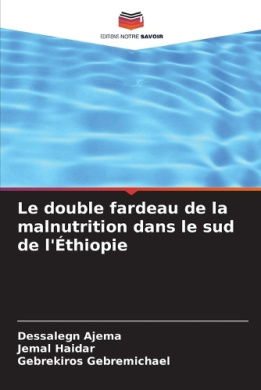 EDITIONS NOTRE SAVOIR
Le double fardeau de la
malnutrition dans le sud
de l'Éthiopie
Dessalegn Ajema
Jemal Haidar
Gebrekiros Gebremichael